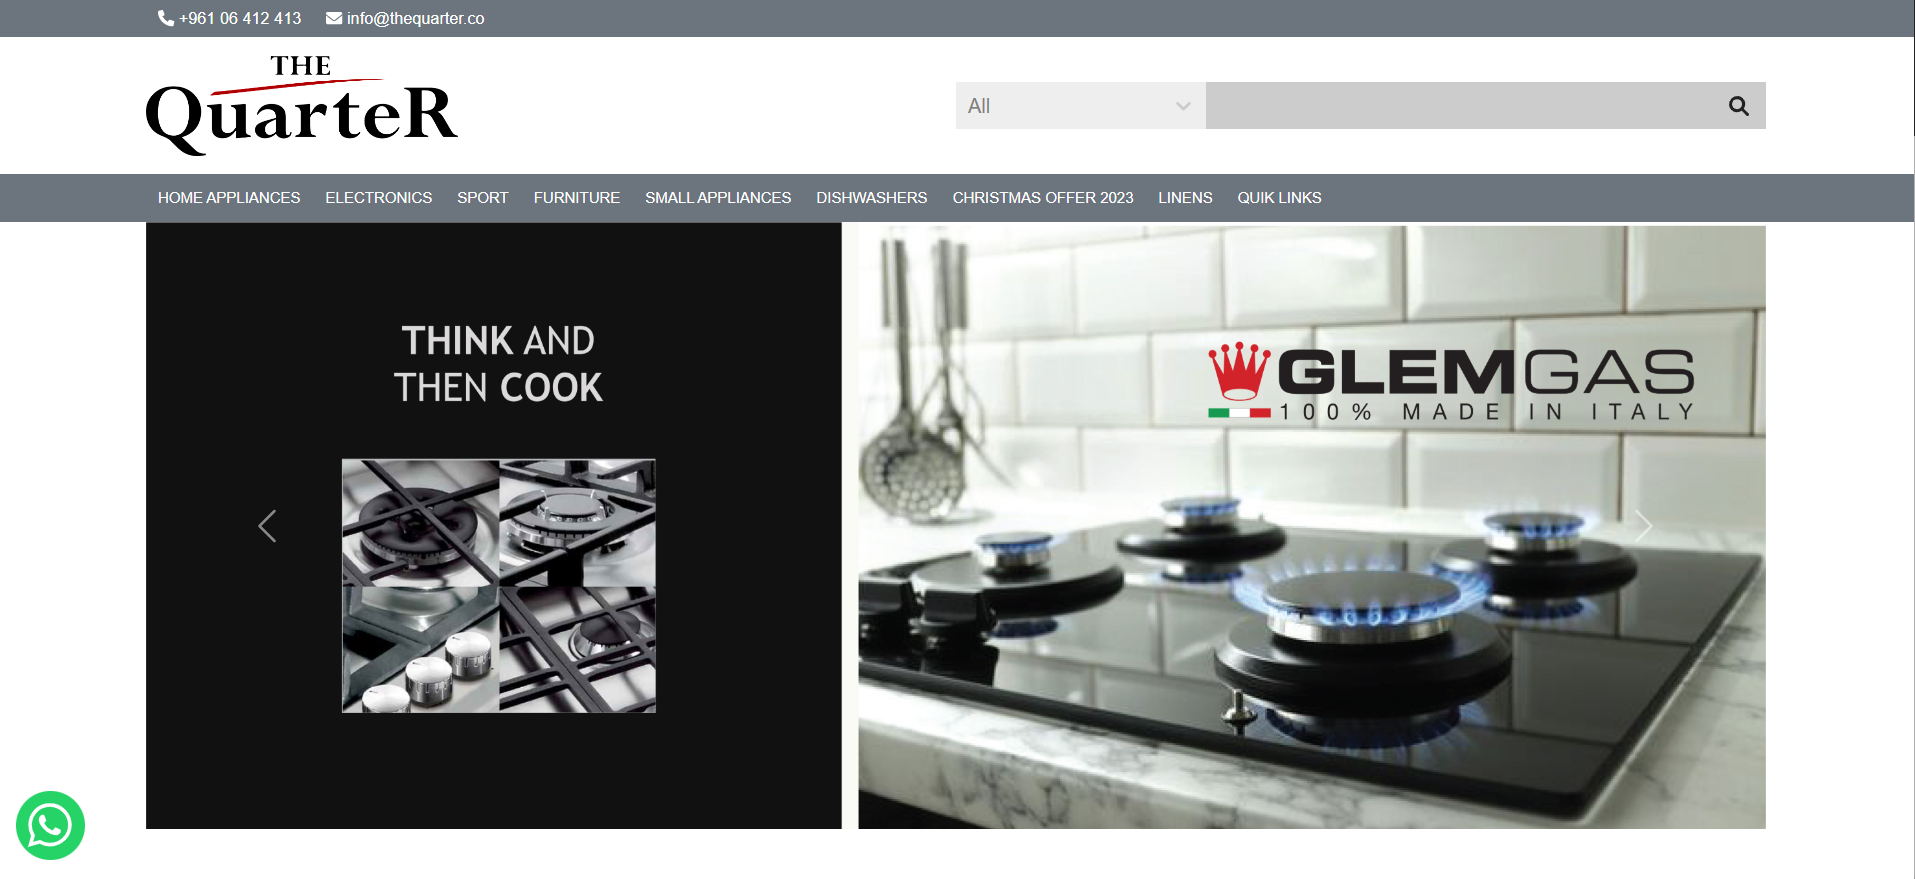 +961 06 412 413 info@thequarter.co
THE
QuarteR
All
HOME APPLIANCES ELECTRONICS SPORT FURNITURE SMALL APPLIANCES DISHWASHERS CHRISTMAS OFFER 2023 LINENS QUIK LINKS
THINK AND
THEN COOK
GLEMGAS
100% MADE IN ITALY